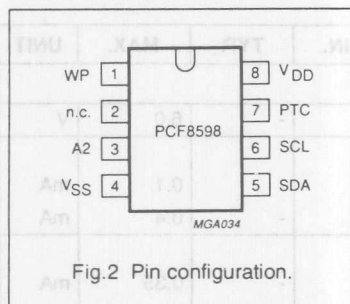 WP 1 8 VDD
n.c. 2 7 PTC
PCF8598
A2 3 6 SCL
VSS 4 5 SDA
MGA034
Fig.2 Pin configuration.